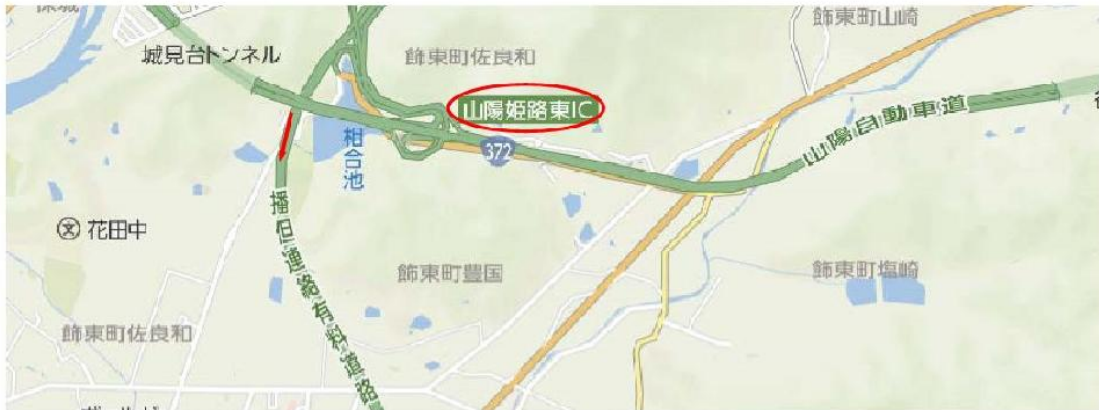 飾東町山崎
城見台トンネル
飾東町佐良和
山陽姫路東IC
372
山陽自動車道
相合池
播但連絡有料道路
文
花田中
飾東町豊国
飾東町塩崎
飾東町佐良和